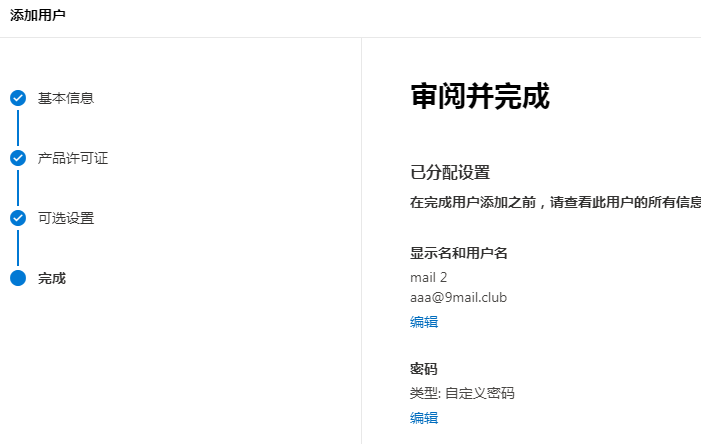 添加用户
基本信息
产品许可证
可选设置
完成
审阅并完成
已分配设置
在完成用户添加之前，请查看此用户的所有信息
显示名和用户名
mail 2
aaa@9mail.club
编辑
密码
类型: 自定义密码
编辑